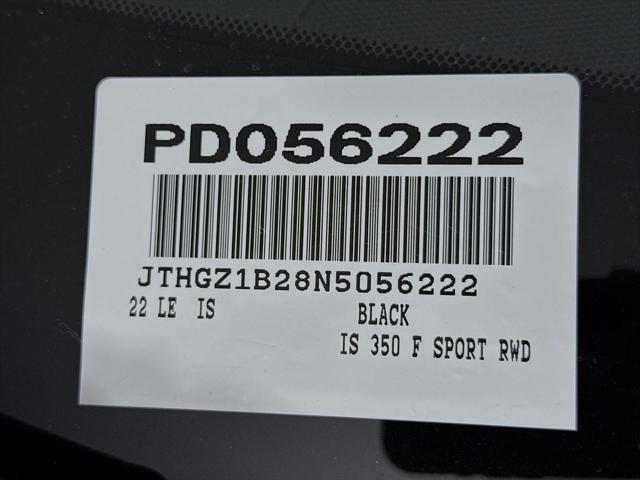 PD056222
JTHGZ1B28N5056222
22 LE IS BLACK
IS 350 F SPORT RWD